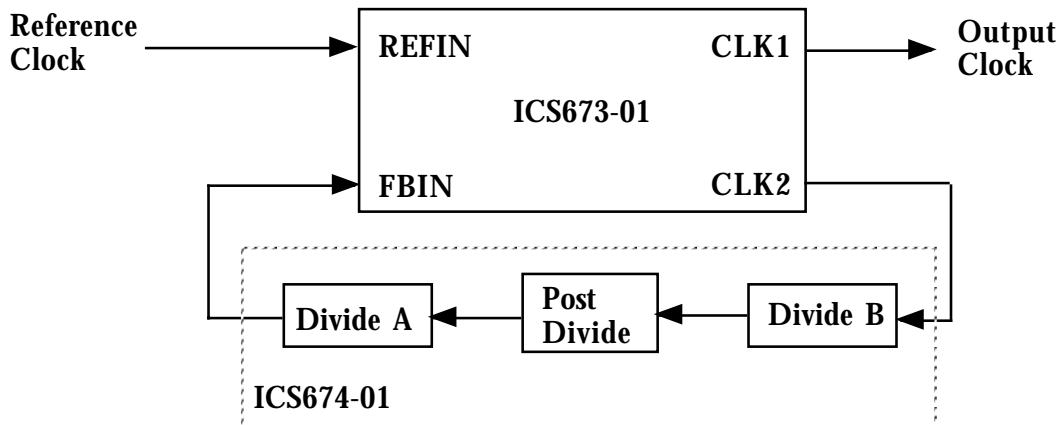 Reference
Clock
REFIN
CLK1
Output
Clock
ICS673-01
FBIN
CLK2
Divide A
Post
Divide
Divide B
ICS674-01